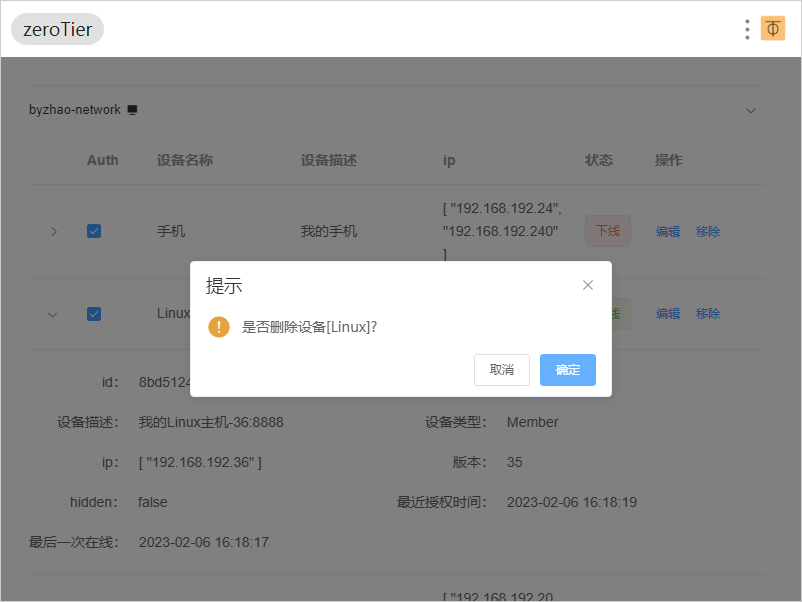 zeroTier
byzhao-network
Auth 设备名称 设备描述 ip 状态 操作
[ "192.168.192.24",
手机 我的手机 "192.168.192.240" 下线 编辑 移除
]
提示
Linux 线 编辑 移除
是否删除设备[Linux]?
取消 确定
id: 8bd5124
设备描述: 我的Linux主机-36:8888 设备类型: Member
ip: [ "192.168.192.36" ] 版本: 35
hidden: false 最近授权时间: 2023-02-06 16:18:19
最后一次在线: 2023-02-06 16:18:17
[ "192.168.192.20